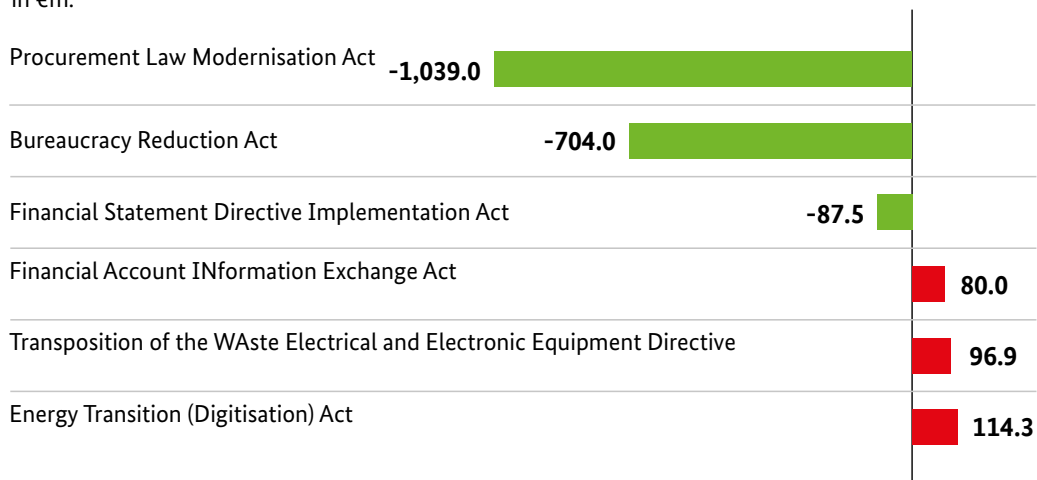 in €m.
Procurement Law Modernisation Act
-1,039.0
Bureaucracy Reduction Act
-704.0
Financial Statement Directive Implementation Act
-87.5
Financial Account INformation Exchange Act
80.0
Transposition of the WAste Electrical and Electronic Equipment Directive
96.9
Energy Transition (Digitisation) Act
114.3